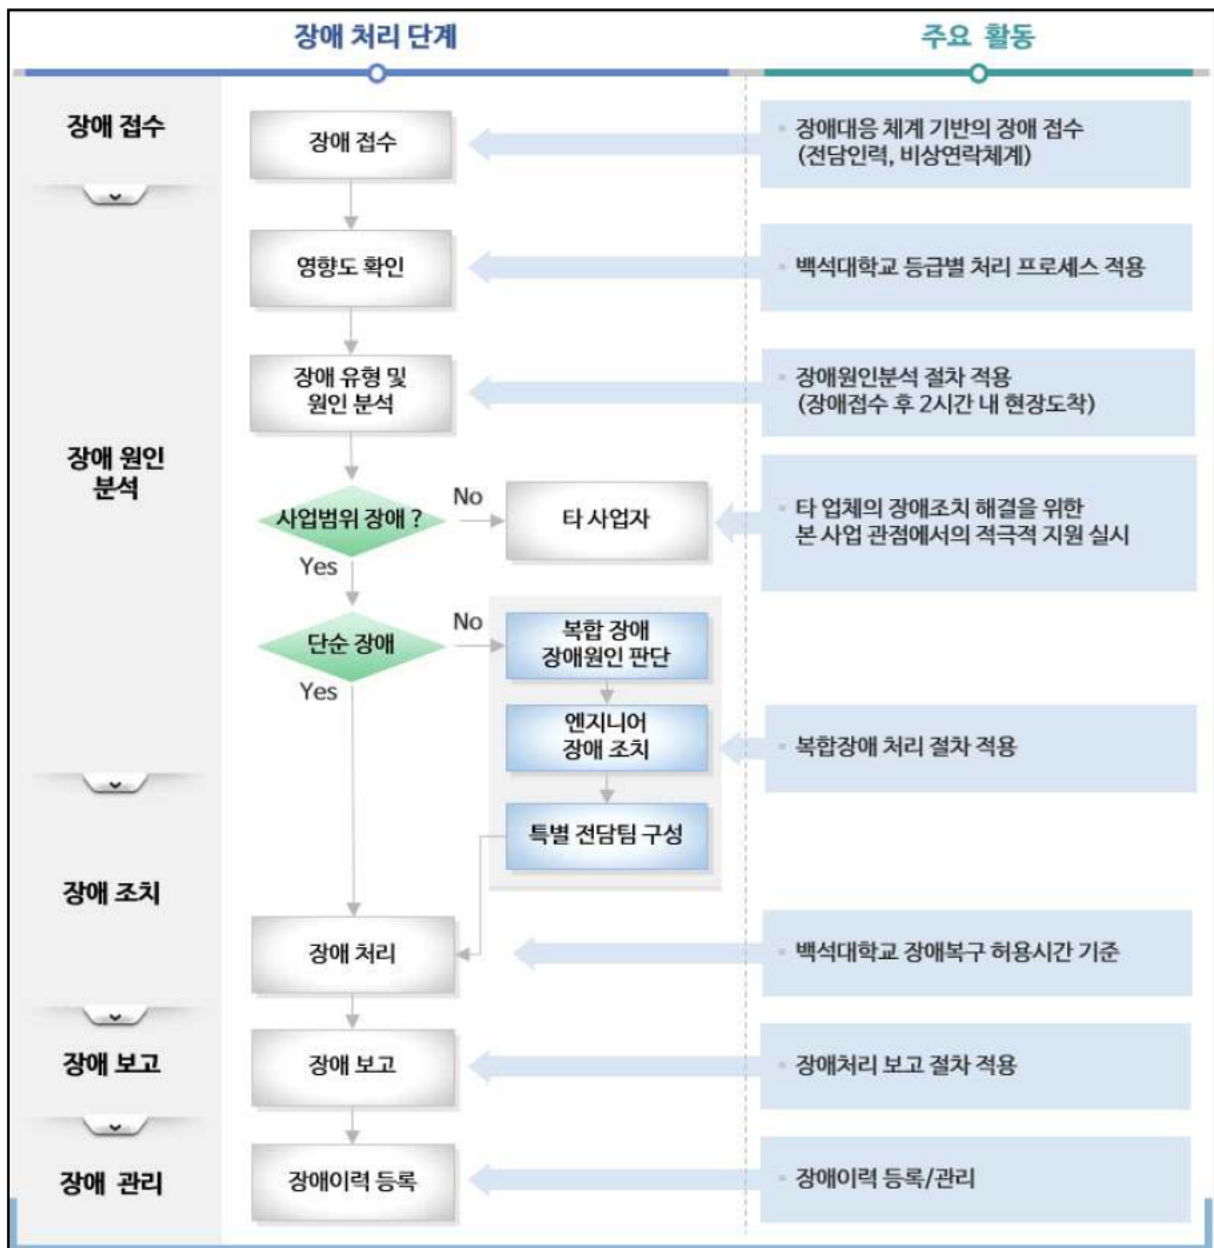 장애 처리 단계
주요 활동
장애 접수
장애 접수
장애대응 체계 기반의 장애 접수
(전담인력, 비상연락체계)
영향도 확인
백석대학교 등급별 처리 프로세스 적용
장애 원인
분석
장애 유형 및
원인 분석
장애원인분석 절차 적용
(장애접수 후 2시간 내 현장도착)
사업범위 장애 ?
No
타 사업자
타 업체의 장애조치 해결을 위한
본 사업 관점에서의 적극적 지원 실시
Yes
단순 장애
No
복합 장애
장애원인 판단
Yes
엔지니어
장애 조치
복합장애 처리 절차 적용
특별 전담팀 구성
장애 조치
장애 처리
백석대학교 장애복구 허용시간 기준
장애 보고
장애 보고
장애처리 보고 절차 적용
장애 관리
장애이력 등록
장애이력 등록/관리